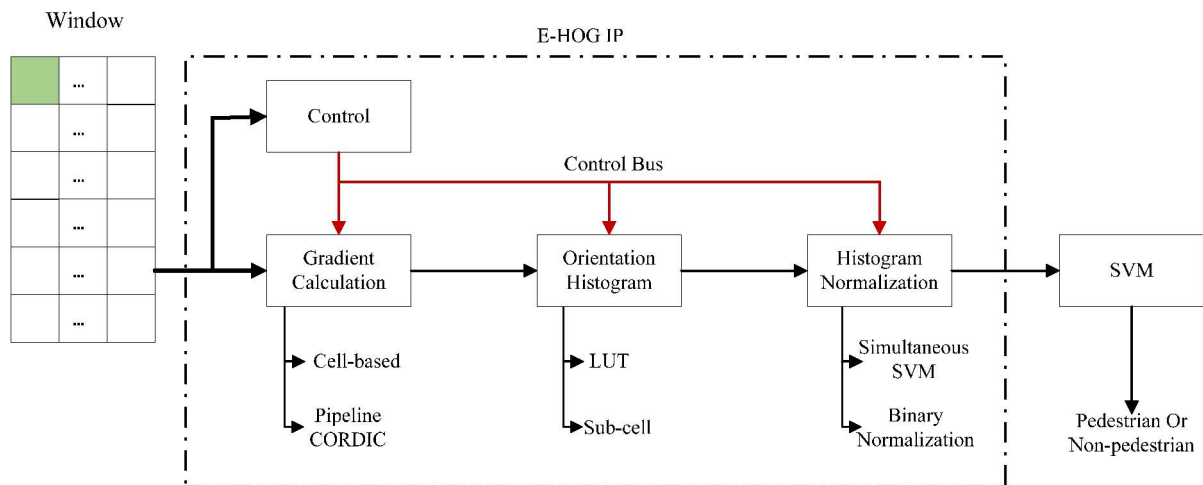 Window
E-HOG IP
...
...
...
...
...
...
Control
Control Bus
Gradient
Calculation
Orientation
Histogram
Histogram
Normalization
SVM
Cell-based
Pipeline
CORDIC
LUT
Sub-cell
Simultaneous
SVM
Binary
Normalization
Pedestrian Or
Non-pedestrian